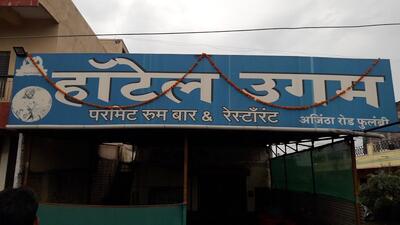 हॉटेल उगम
परमिट रुम बार & रेस्टॉरंट
अजिंठा रोड फुलंब्री